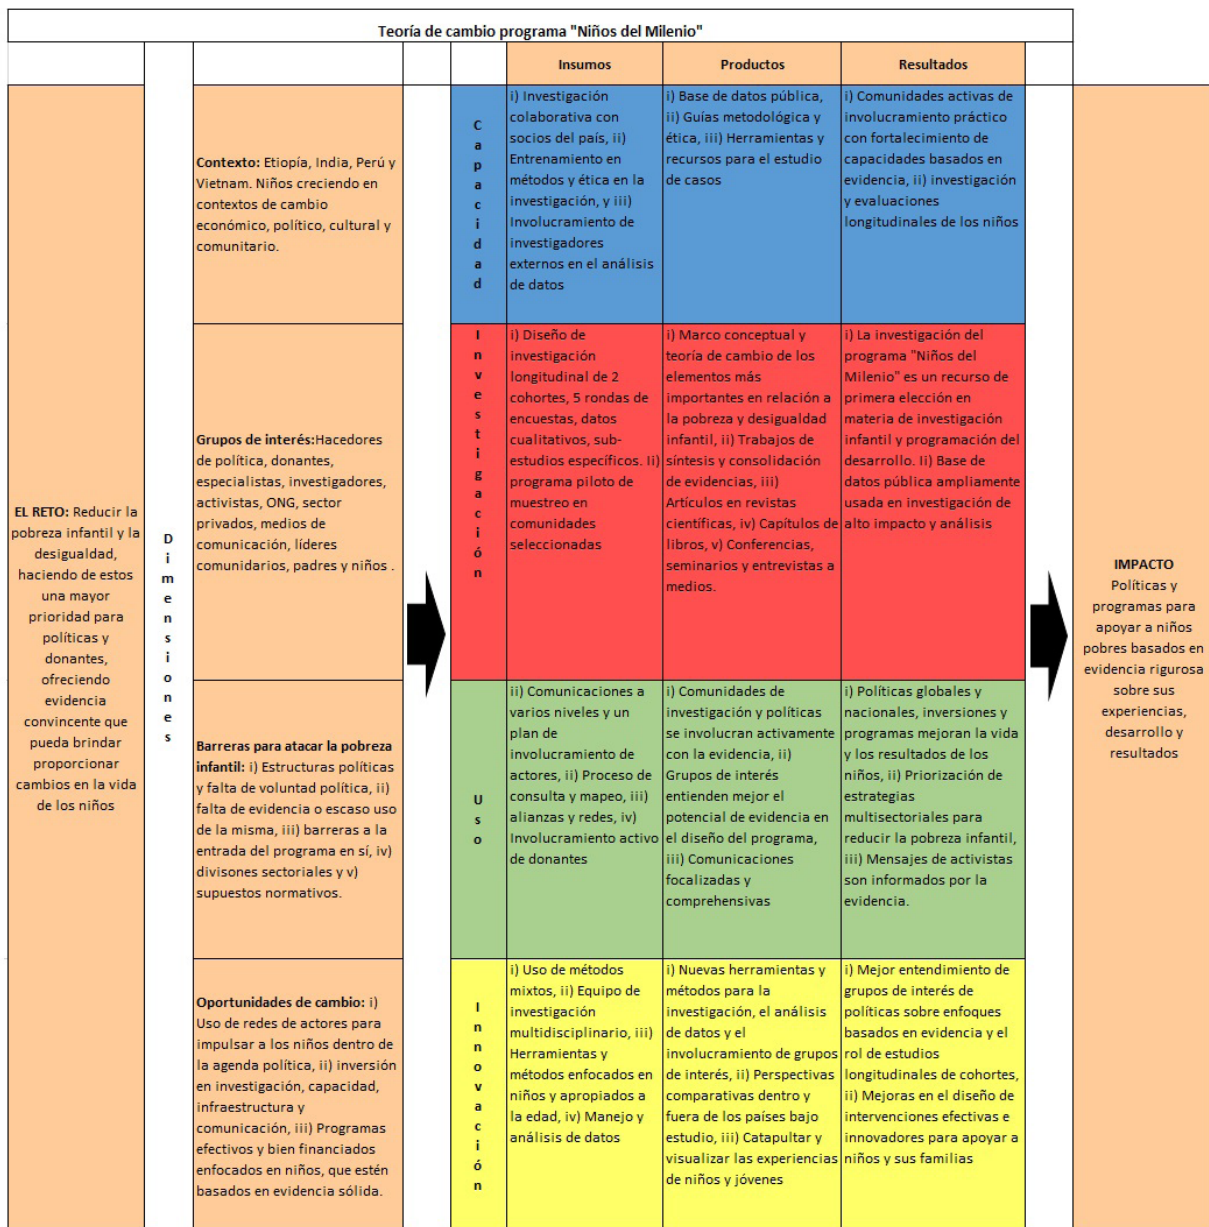 Teoría de cambio programa "Niños del Milenio"
Insumos
Productos
Resultados
EL RETO: Reducir la
pobreza infantil y la
desigualdad,
haciendo de estos
una mayor
prioridad para
políticas y
donantes,
ofreciendo
evidencia
convincente que
pueda brindar
proporcionar
cambios en la vida
de los niños
Dimensiones
Contexto: Etiopía, India, Perú y
Vietnam. Niños creciendo en
contextos de cambio
económico, político, cultural y
comunitario.
Grupos de interés:Hacedores
de política, donantes,
especialistas, investigadores,
activistas, ONG, sector
privados, medios de
comunicación, líderes
comunidarios, padres y niños .
Barreras para atacar la pobreza
infantil: i) Estructuras políticas
y falta de voluntad política, ii)
falta de evidencia o escaso uso
de la misma, iii) barreras a la
entrada del programa en sí, iv)
divisones sectoriales y v)
supuestos normativos.
Oportunidades de cambio: i)
Uso de redes de actores para
impulsar a los niños dentro de
la agenda política, ii) inversión
en investigación, capacidad,
infraestructura y
comunicación, iii) Programas
efectivos y bien financiados
enfocados en niños, que estén
basados en evidencia sólida.
Capacidad
i) Investigación
colaborativa con
socios del país, ii)
Entrenamiento en
métodos y ética en la
investigación, y iii)
Involucramiento de
investigadores
externos en el análisis
de datos
i) Base de datos pública,
ii) Guías metodológica y
ética, iii) Herramientas y
recursos para el estudio
de casos
i) Comunidades activas de
involucramiento práctico
con fortalecimiento de
capacidades basados en
evidencia, ii) investigación
y evaluaciones
longitudinales de los niños
Investigación
i) Diseño de
investigación
longitudinal de 2
cohortes, 5 rondas de
encuestas, datos
cualitativos, sub-
estudios específicos. Ii)
programa piloto de
muestreo en
comunidades
seleccionadas
i) Marco conceptual y
teoría de cambio de los
elementos más
importantes en relación a
la pobreza y desigualdad
infantil, ii) Trabajos de
síntesis y consolidación
de evidencias, iii)
Artículos en revistas
científicas, iv) Capítulos de
libros, v) Conferencias,
seminarios y entrevistas a
medios.
i) La investigación del
programa "Niños del
Milenio" es un recurso de
primera elección en
materia de investigación
infantil y programación del
desarrollo. Ii) Base de
datos pública ampliamente
usada en investigación de
alto impacto y análisis
Uso
ii) Comunicaciones a
varios niveles y un
plan de
involucramiento de
actores, ii) Proceso de
consulta y mapeo, iii)
alianzas y redes, iv)
Involucramiento activo
de donantes
i) Comunidades de
investigación y políticas
se involucran activamente
con la evidencia, ii)
Grupos de interés
entienden mejor el
potencial de evidencia en
el diseño del programa,
iii) Comunicaciones
focalizadas y
comprehensivas
i) Políticas globales y
nacionales, inversiones y
programas mejoran la vida
y los resultados de los
niños, ii) Priorización de
estrategias
multisectoriales para
reducir la pobreza infantil,
iii) Mensajes de activistas
son informados por la
evidencia.
Innovación
i) Uso de métodos
mixtos, ii) Equipo de
investigación
multidisciplinario, iii)
Herramientas y
métodos enfocados en
niños y apropiados a
la edad, iv) Manejo y
análisis de datos
i) Nuevas herramientas y
métodos para la
investigación, el análisis
de datos y el
involucramiento de grupos
de interés, ii) Perspectivas
comparativas dentro y
fuera de los países bajo
estudio, iii) Catapultar y
visualizar las experiencias
de niños y jóvenes
i) Mejor entendimiento de
grupos de interés de
políticas sobre enfoques
basados en evidencia y el
rol de estudios
longitudinales de cohortes,
ii) Mejoras en el diseño de
intervenciones efectivas e
innovadores para apoyar a
niños y sus familias
IMPACTO
Políticas y
programas para
apoyar a niños
pobres basados en
evidencia rigurosa
sobre sus
experiencias,
desarrollo y
resultados